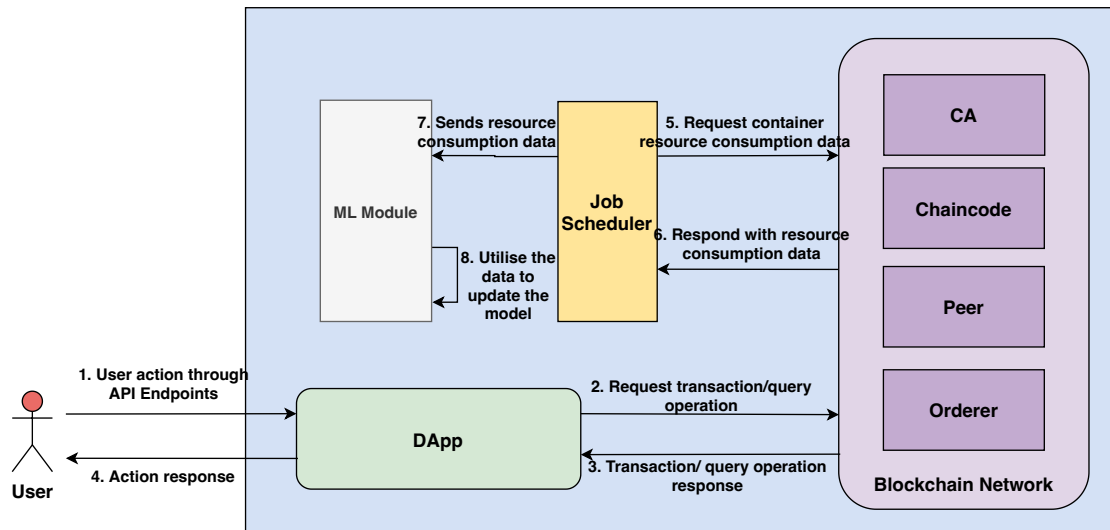 CA
7. Sends resource
consumption data
5. Request container
resource consumption data
ML Module
Job
Scheduler
Chaincode
6. Respond with resource
consumption data
8. Utilise the
data to
update the
model
Peer
1. User action through
API Endpoints
2. Request transaction/query
operation
Orderer
DApp
4. Action response
3. Transaction/ query operation
response
User
Blockchain Network